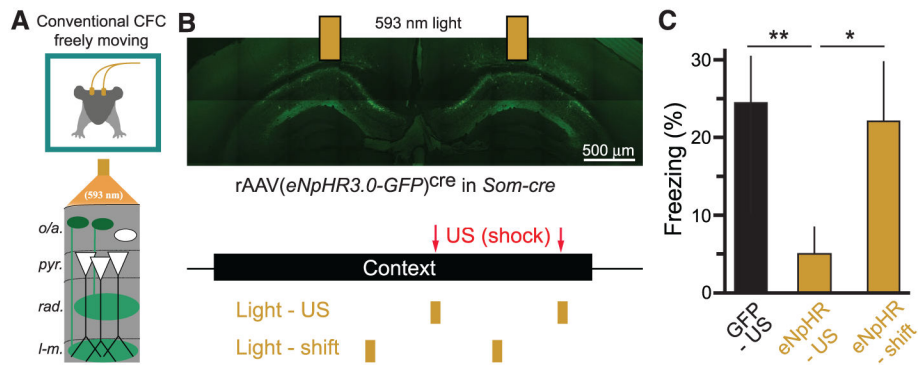 A
Conventional CFC
freely moving
(593 nm)
o/a.
pyr.
rad.
l-m.
B
593 nm light
500 μm
rAAV(eNpHR3.0-GFP)cre in Som-cre
US (shock)
Context
Light - US
Light - shift
C
** *
Freezing (%)
30
20
10
0
GFP
- US
eNpHR
- US
eNpHR
- shift